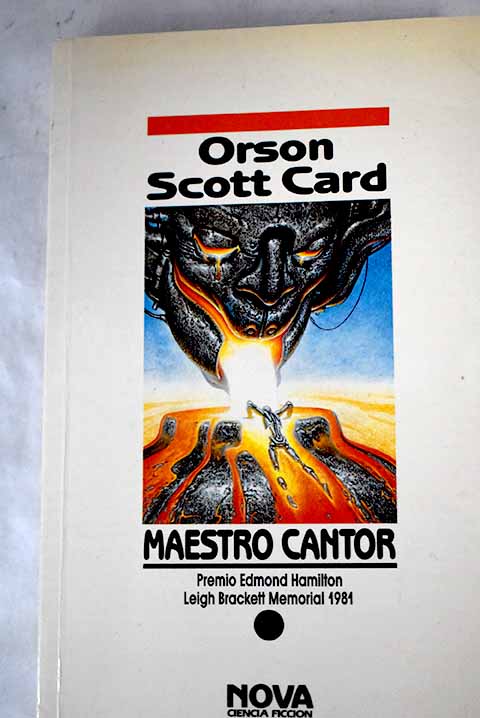 Orson
Scott Card
MAESTRO CANTOR
Premio Edmond Hamilton
Leigh Brackett Memorial 1981
NOVA
CIENCIA FICCION